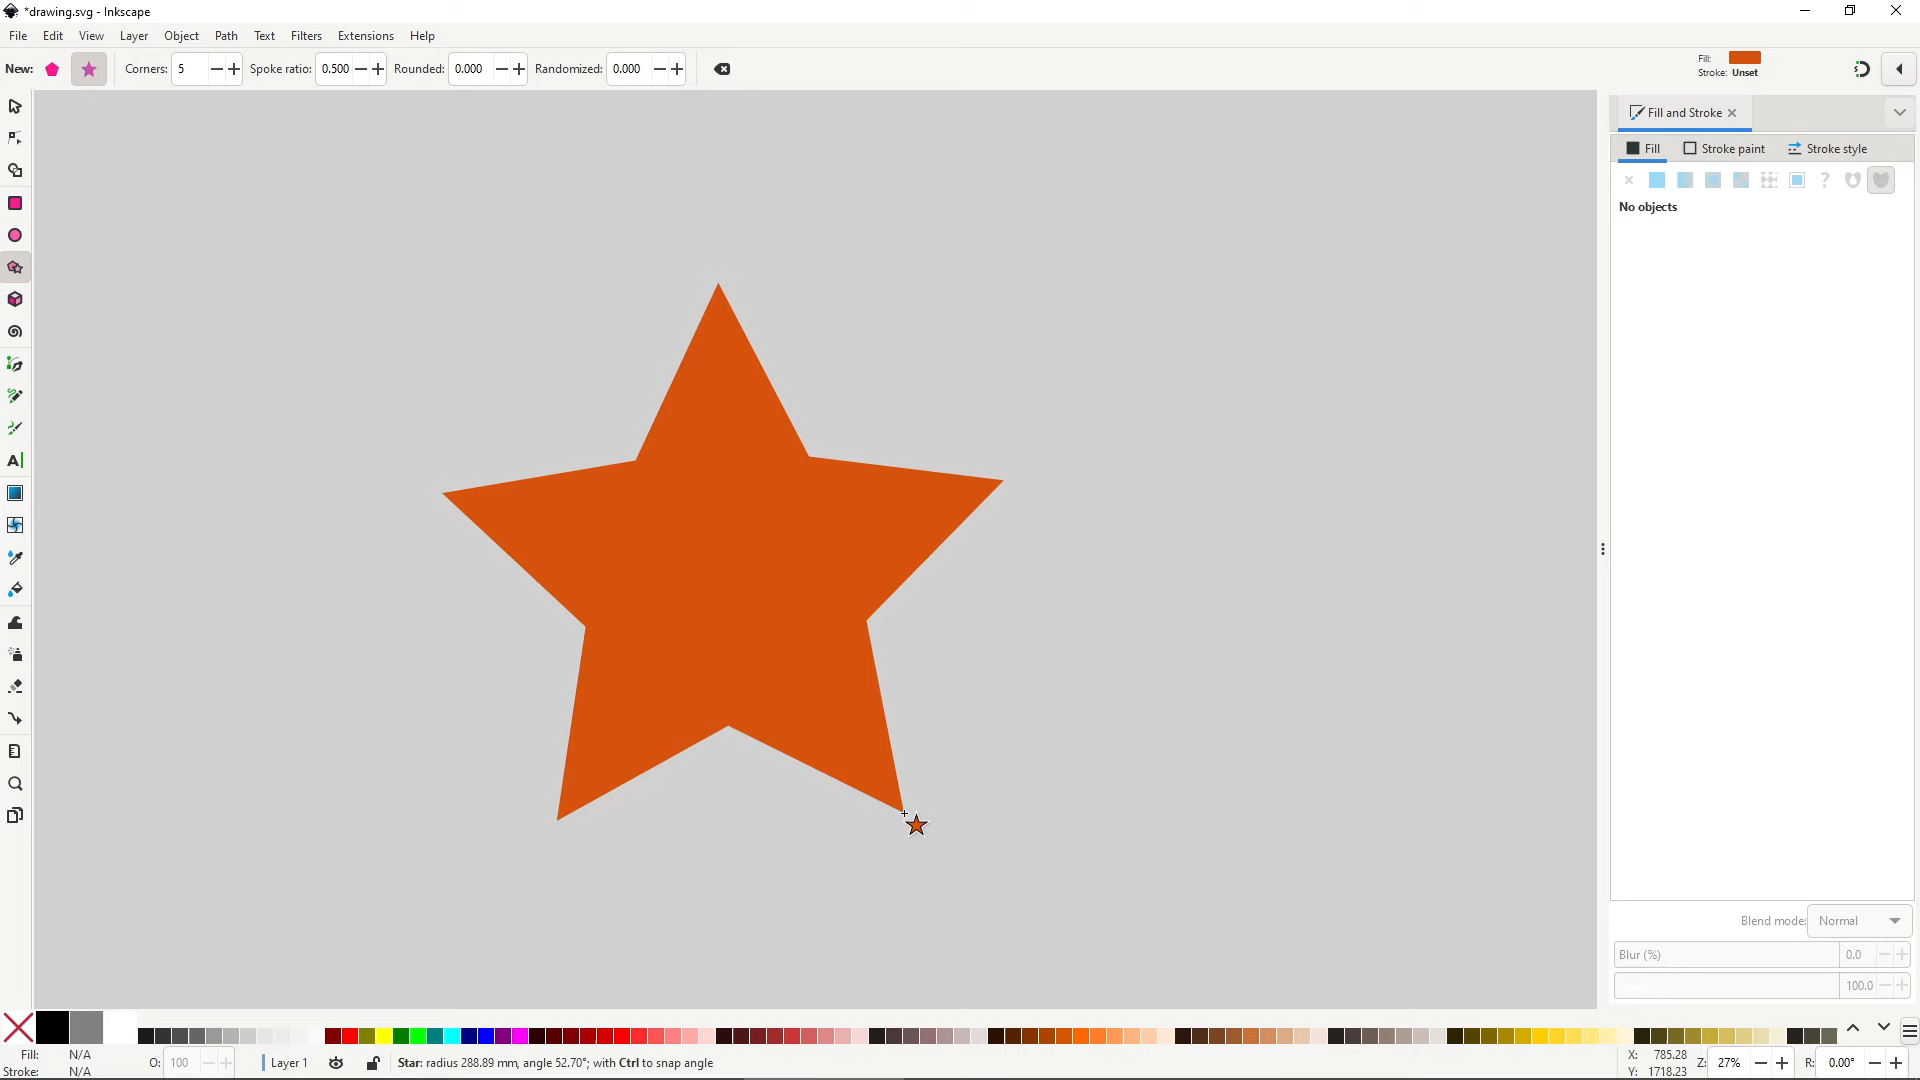 *drawing.svg - Inkscape
File Edit View Layer Object Path Text Filters Extensions Help
New: Corners: 5 Spoke ratio: 0.500 Rounded: 0.000 Randomized: 0.000
Fill:
Stroke: Unset
Fill and Stroke
Fill Stroke paint Stroke style
?
No objects
A
Blend mode: Normal
Blur (%) 0.0
100.0
Fill: N/A
Stroke: N/A
O: 100
Layer 1
Star: radius 288.89 mm, angle 52.70°; with Ctrl to snap angle
X: 785.28
Y: 1718.23
Z: 27%
R: 0.00°